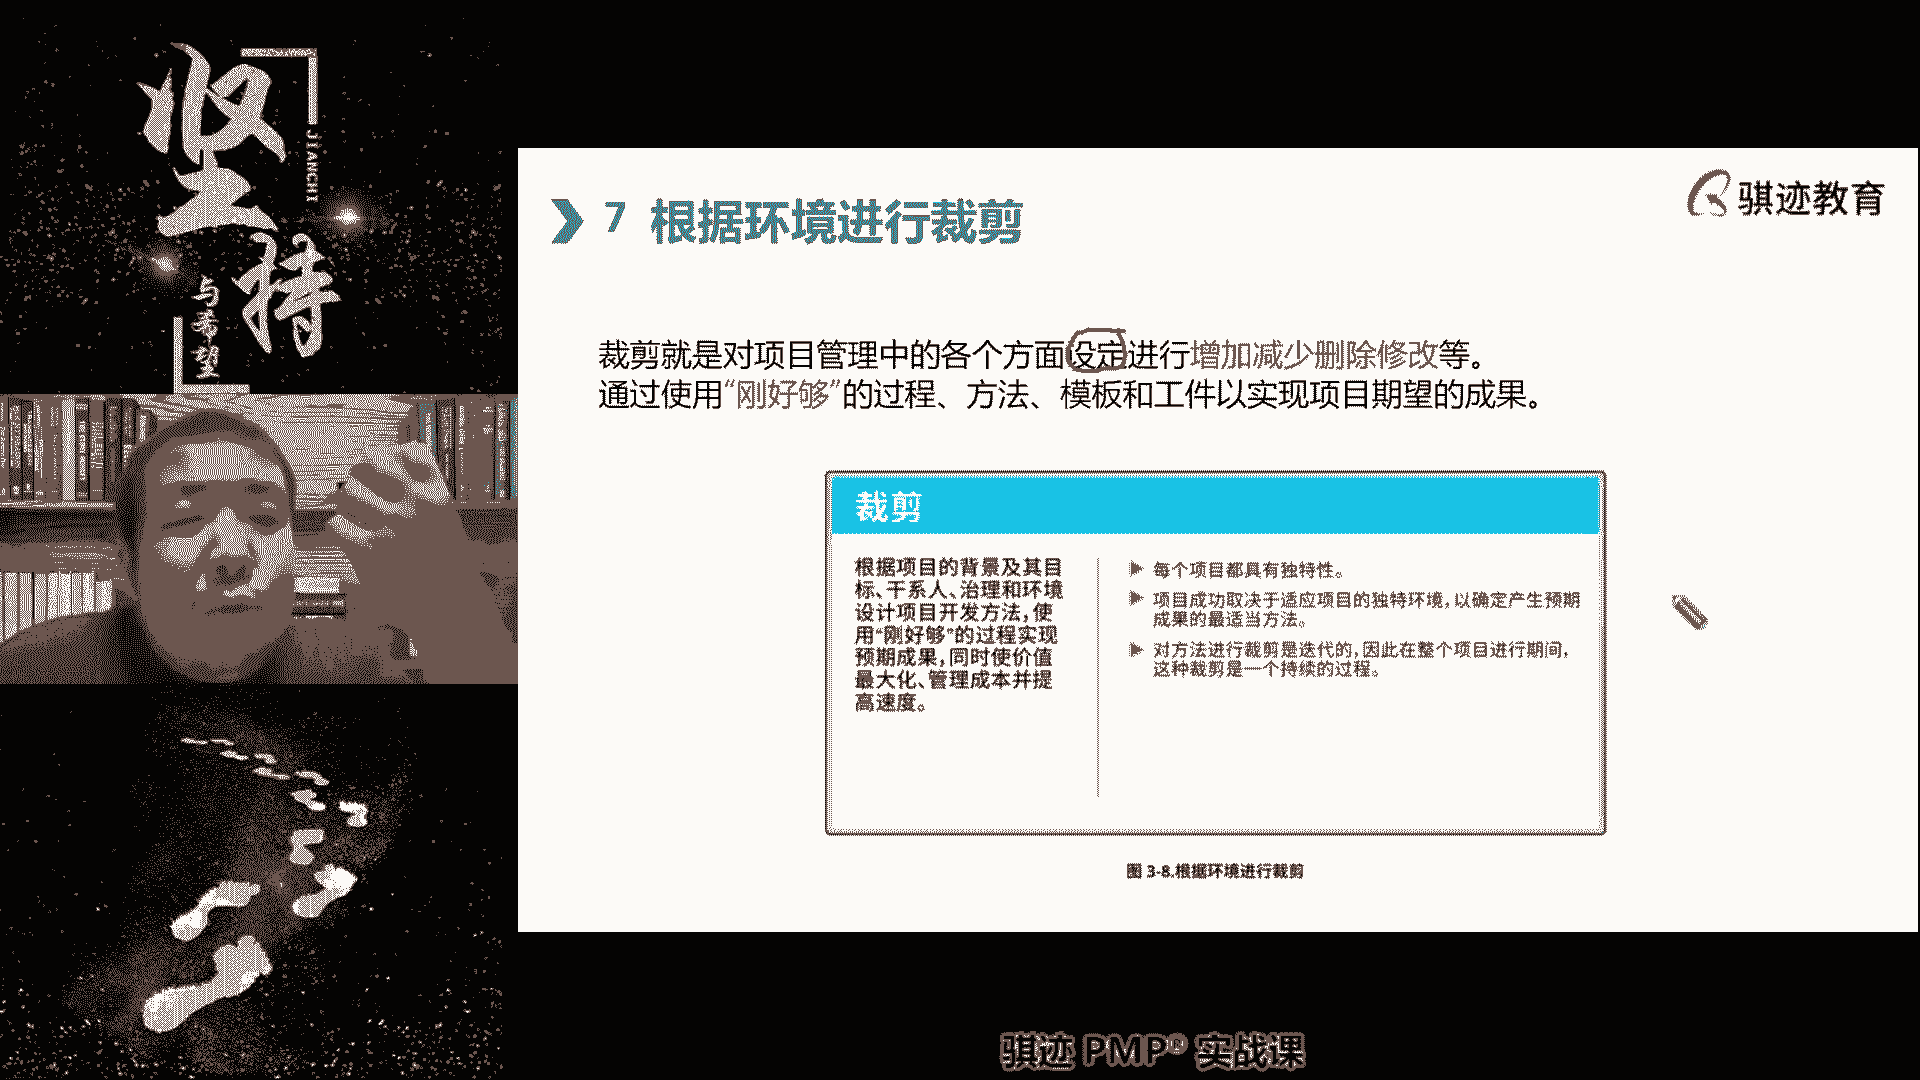 坚持
JIANCHI
与希望
骐迹教育
7 根据环境进行裁剪
裁剪就是对项目管理中的各个方面设定进行增加减少删除修改等。
通过使用“刚好够”的过程、方法、模板和工件以实现项目期望的成果。
裁剪
根据项目的背景及其目
标、干系人、治理和环境
设计项目开发方法,使
用“刚好够”的过程实现
预期成果,同时使价值
最大化、管理成本并提
高速度。
▶ 每个项目都具有独特性。
▶ 项目成功取决于适应项目的独特环境,以确定产生预期
成果的最适当方法。
▶ 对方法进行裁剪是迭代的,因此在整个项目进行期间,
这种裁剪是一个持续的过程。
图 3-8.根据环境进行裁剪
骐迹 PMP® 实战课